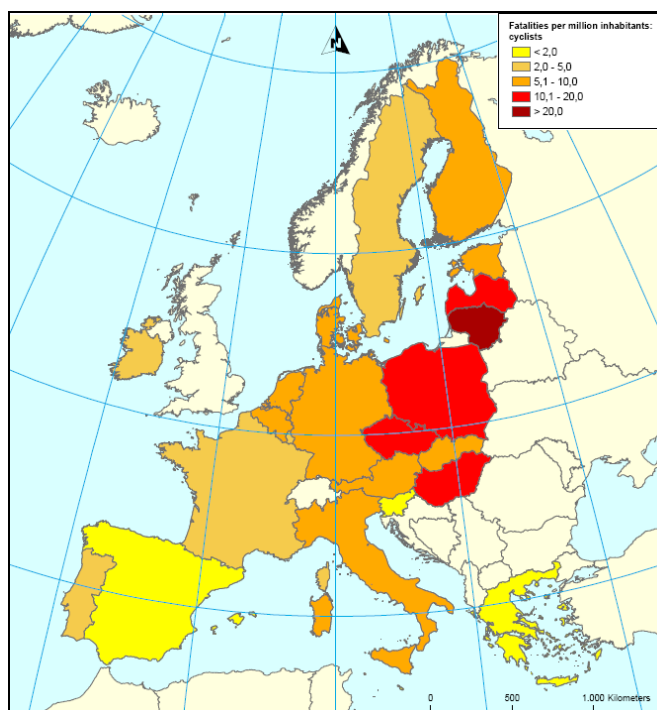 Fatalities per million inhabitants:
cyclists
< 2,0
2,0 - 5,0
5,1 - 10,0
10,1 - 20,0
> 20,0
N
0 500 1.000 Kilometers